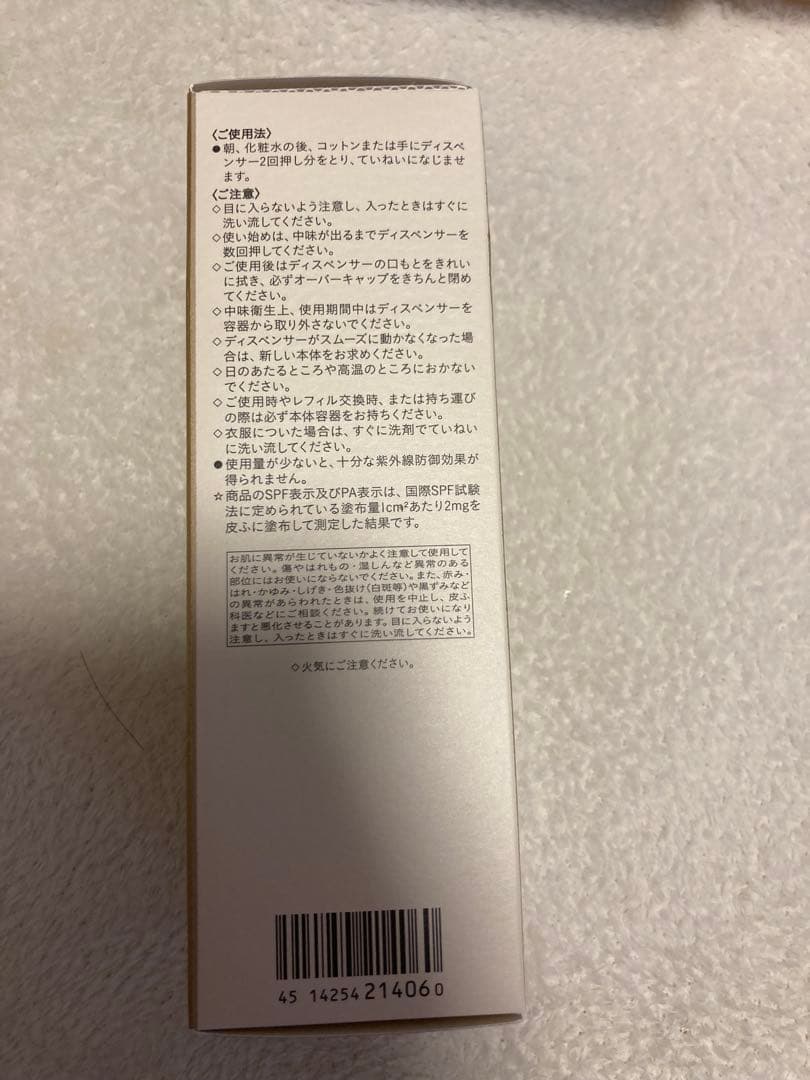 〈ご使用法〉
●朝、化粧水の後、コットンまたは手にディスペ
ンサー2回押し分をとり、ていねいになじませ
ます。
〈ご注意〉
◇目に入らないよう注意し、入ったときはすぐに
洗い流してください。
◇使い始めは、中味が出るまでディスペンサーを
数回押してください。
◇ご使用後はディスペンサーの口もとをきれい
に拭き、必ずオーバーキャップをきちんと閉め
てください。
◇中味衛生上、使用期間中はディスペンサーを
容器から取り外さないでください。
◇ディスペンサーがスムーズに動かなくなった場
合は、新しい本体をお求めください。
◇日のあたるところや高温のところにおかない
でください。
◇ご使用時やレフィル交換時、または持ち運び
の際は必ず本体容器をお持ちください。
◇衣服についた場合は、すぐに洗剤でていねい
に洗い流してください。
●使用量が少ないと、十分な紫外線防御効果が
得られません。
☆商品のSPF表示及びPA表示は、国際SPF試験
法に定められている塗布量1cm²あたり2mgを
皮ふに塗布して測定した結果です。
お肌に異常が生じていないかよく注意して使用して
ください。傷やはれもの・湿しんなど異常のある
部位にはお使いにならないでください。また、赤み・
はれ・かゆみ・しげき・色抜け(白斑等)や黒ずみなど
の異常があらわれたときは、使用を中止し、皮ふ
科医などにご相談ください。続けてお使いになり
ますと悪化させることがあります。目に入らないよう
注意し、入ったときはすぐに洗い流してください。
◇火気にご注意ください。
45 14254 21406 0